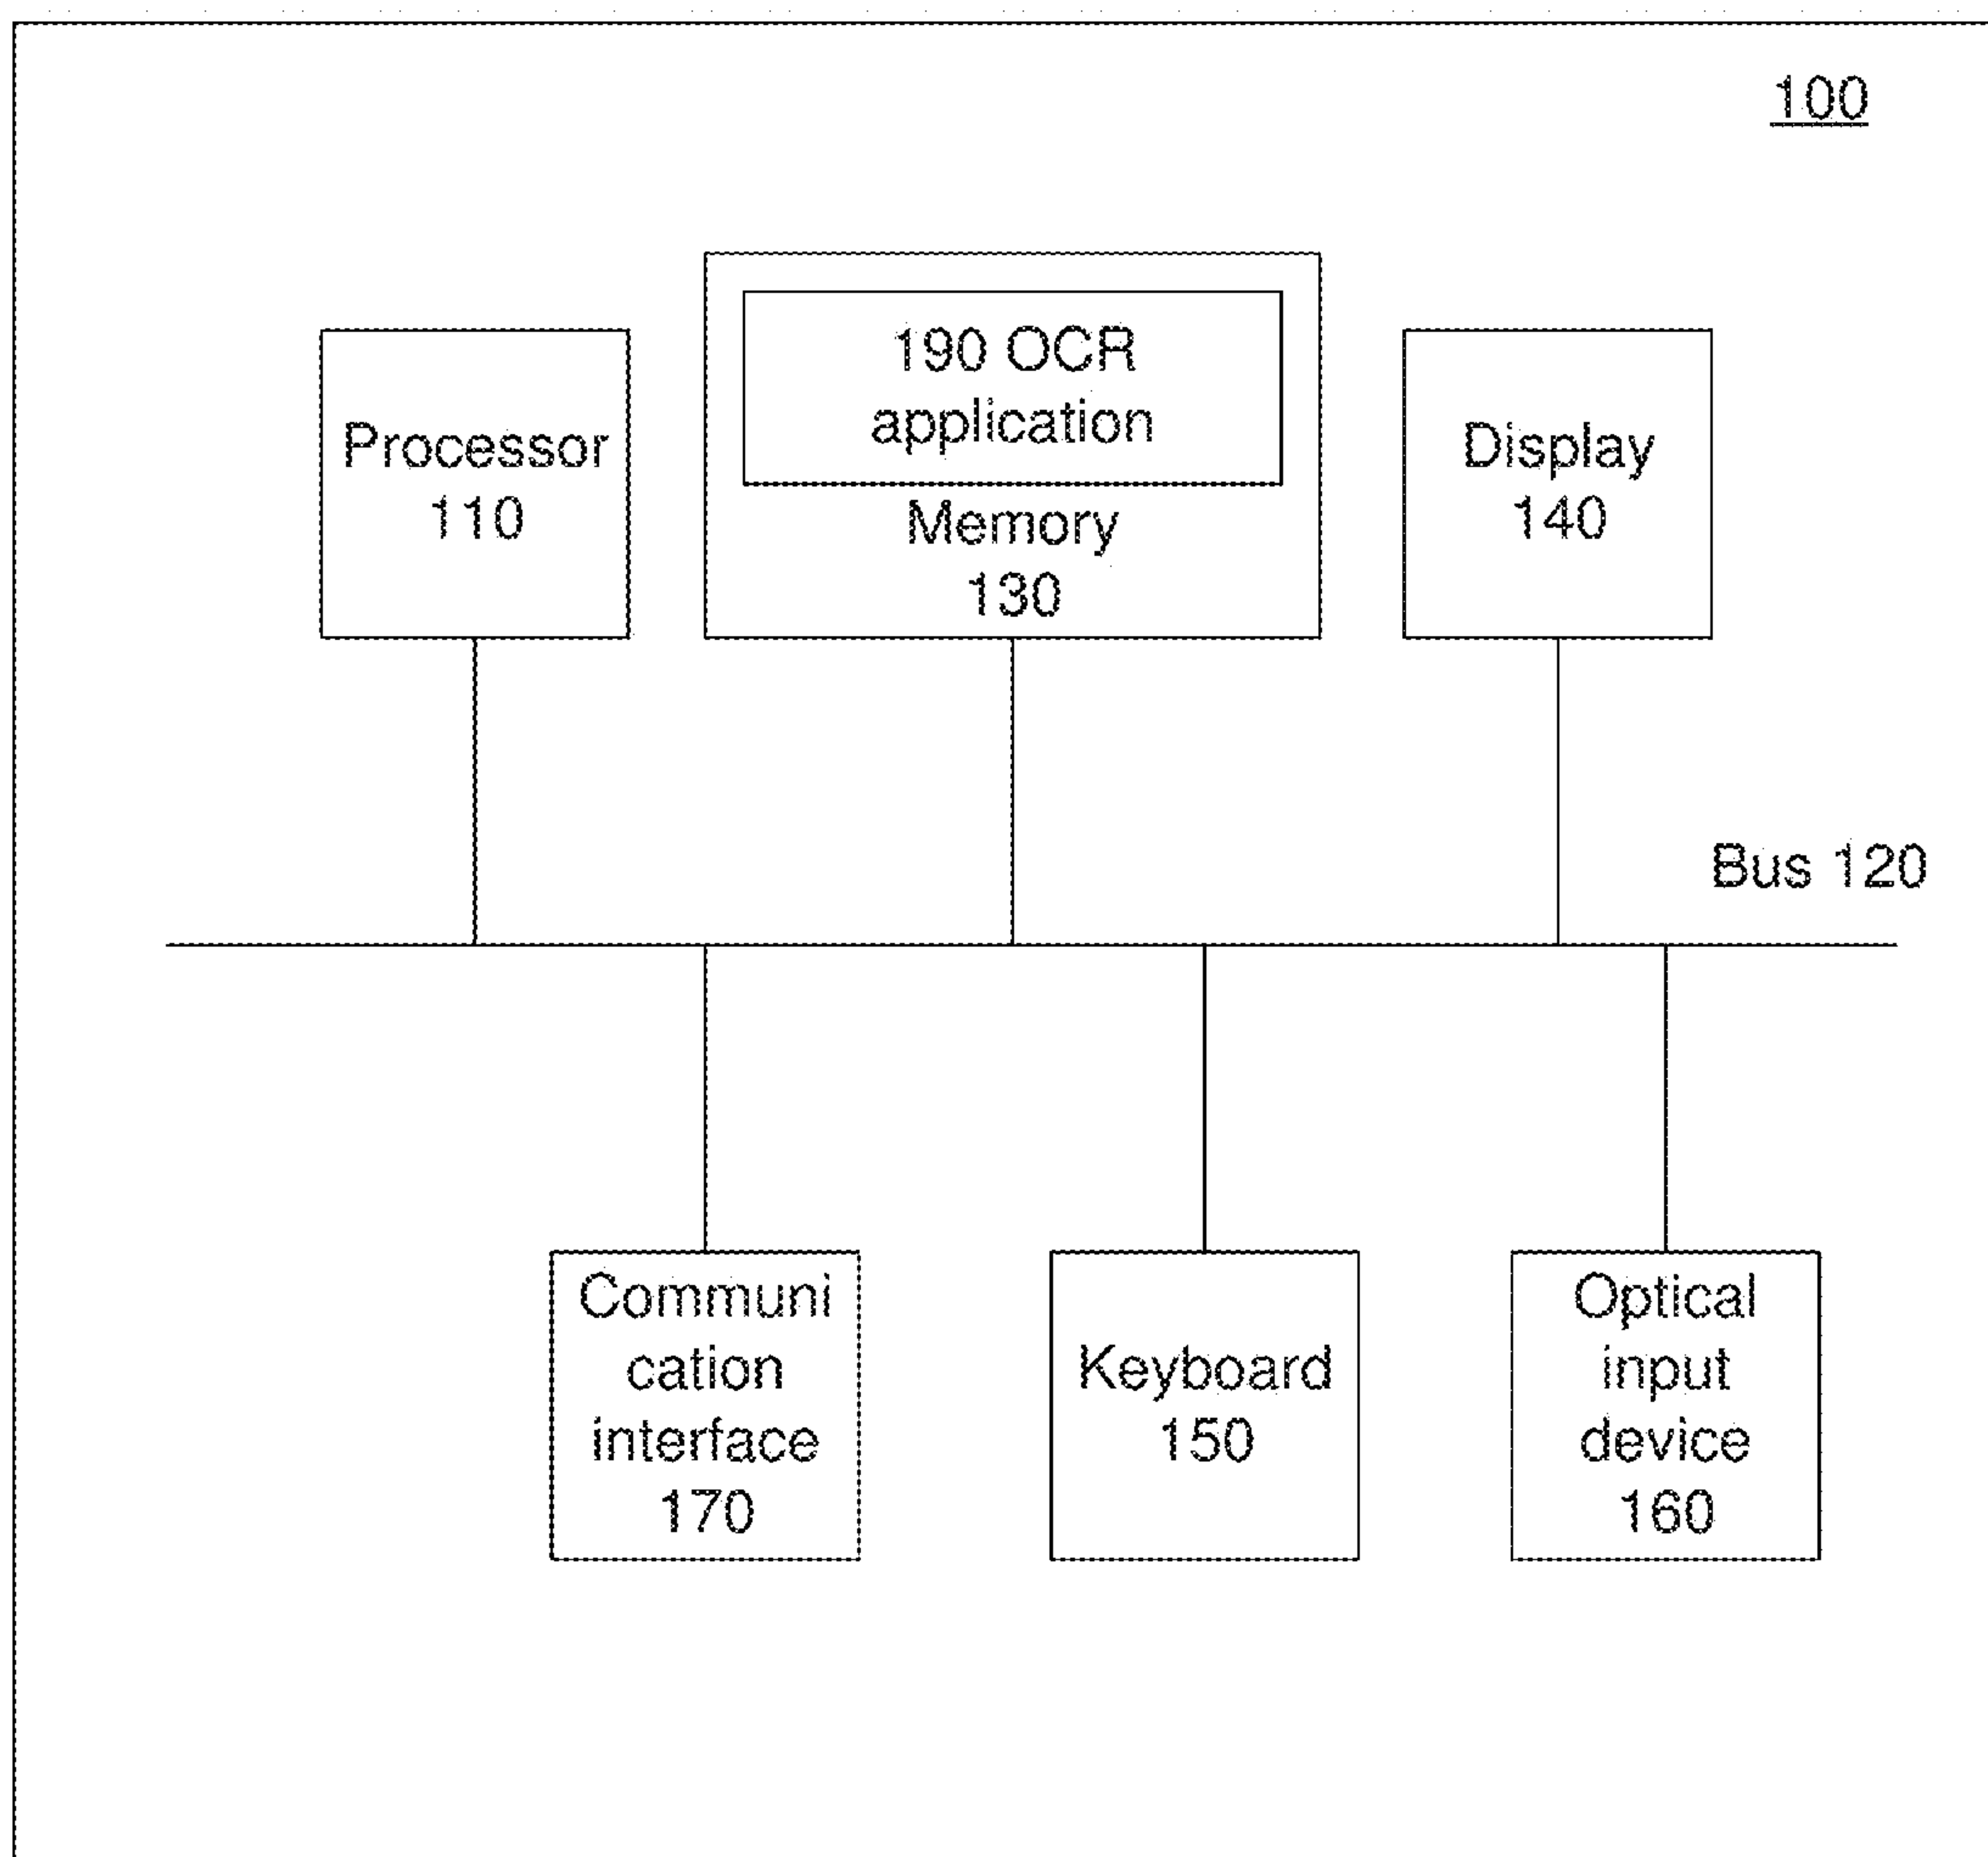 100
190 OCR
application
Memory
130
Processor
110
Display
140
Bus 120
Communi
cation
interface
170
Keyboard
150
Optical
input
device
160